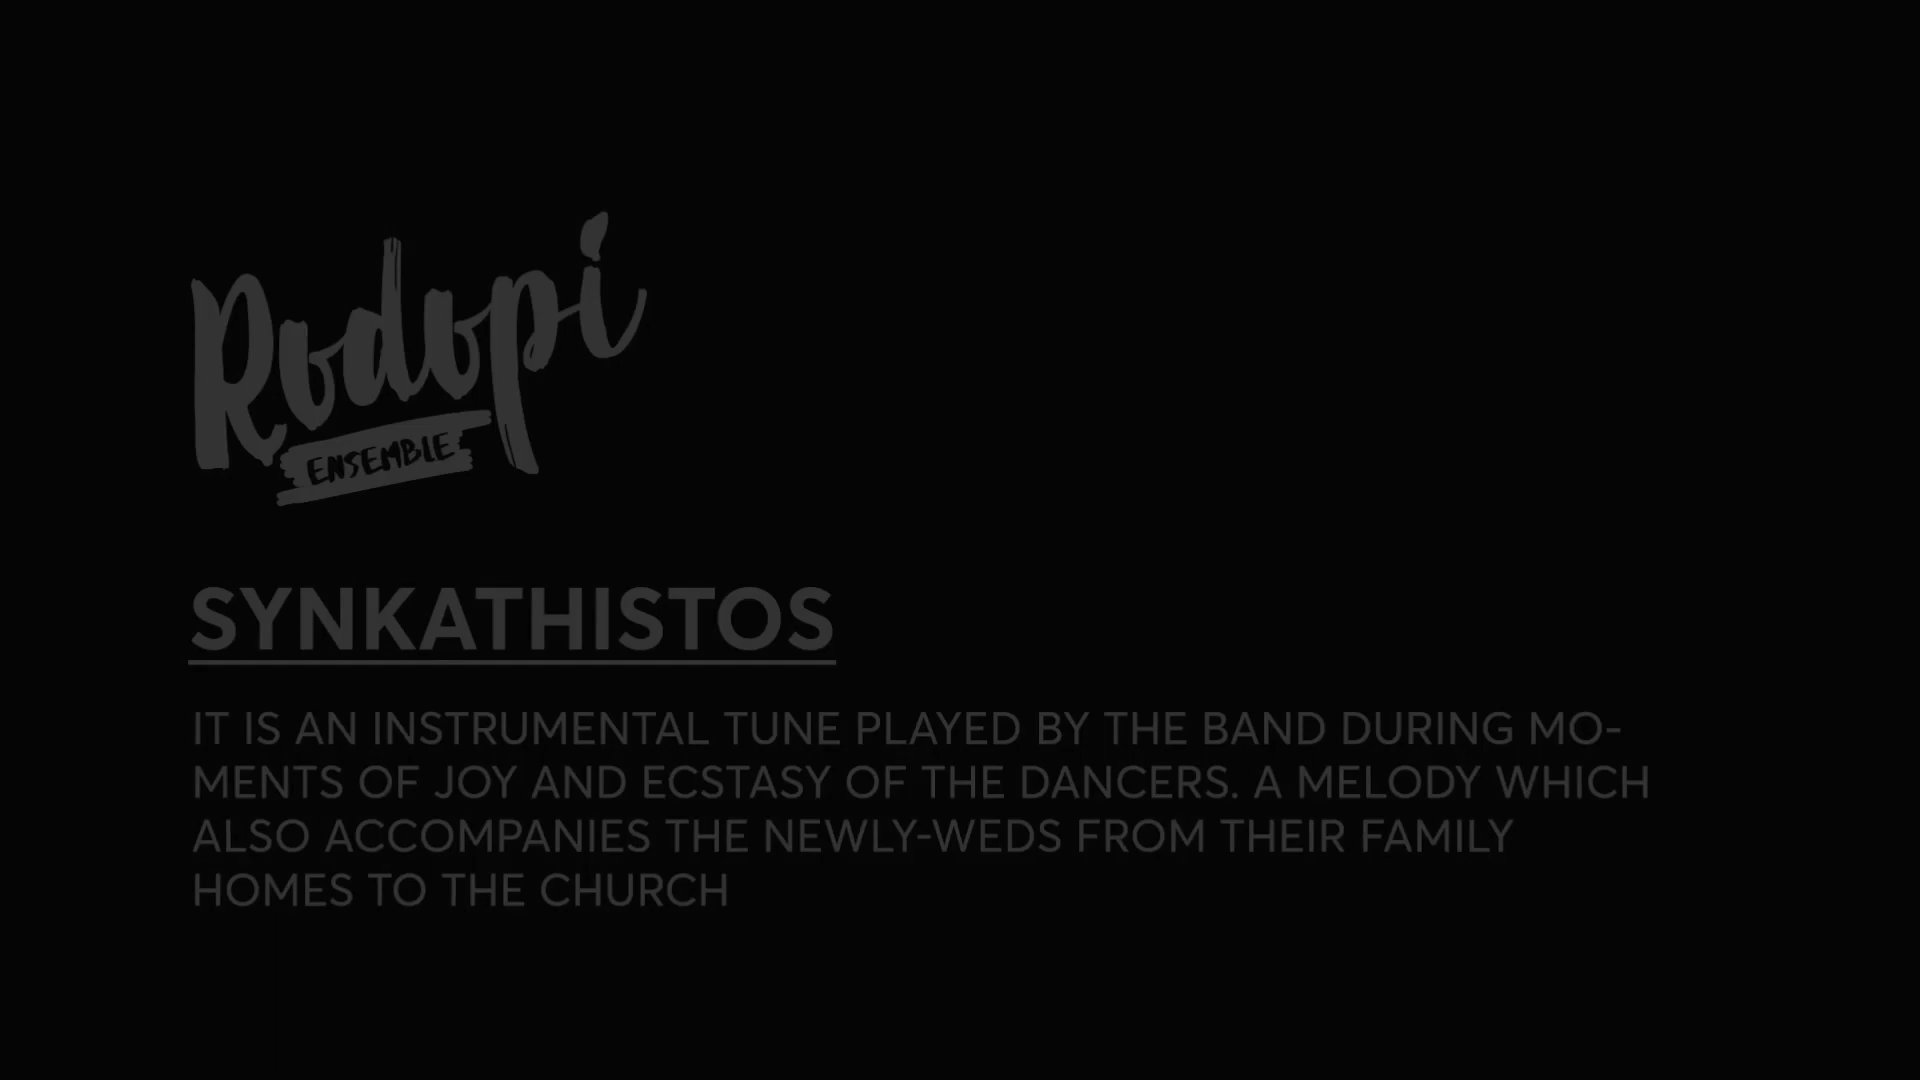 Rodopi
ENSEMBLE
SYNKATHISTOS
IT IS AN INSTRUMENTAL TUNE PLAYED BY THE BAND DURING MO-
MENTS OF JOY AND ECSTASY OF THE DANCERS. A MELODY WHICH
ALSO ACCOMPANIES THE NEWLY-WEDS FROM THEIR FAMILY
HOMES TO THE CHURCH